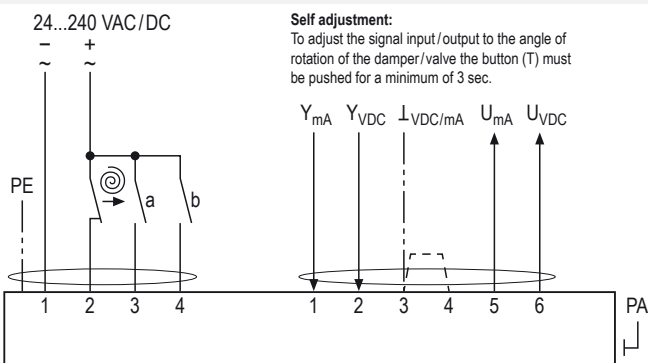 24...240 VAC/DC
– +
~ ~
Self adjustment:
To adjust the signal input/output to the angle of
rotation of the damper/valve the button (T) must
be pushed for a minimum of 3 sec.
YmA YVDC ⊥VDC/mA UmA UVDC
PE
a b
1 2 3 4 1 2 3 4 5 6 PA